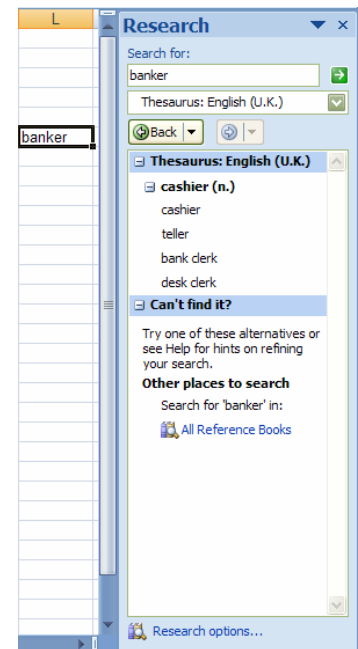 L
banker
Research
Search for:
banker
Thesaurus: English (U.K.)
Back
Thesaurus: English (U.K.)
cashier (n.)
cashier
teller
bank clerk
desk clerk
Can't find it?
Try one of these alternatives or
see Help for hints on refining
your search.
Other places to search
Search for 'banker' in:
All Reference Books
Research options...